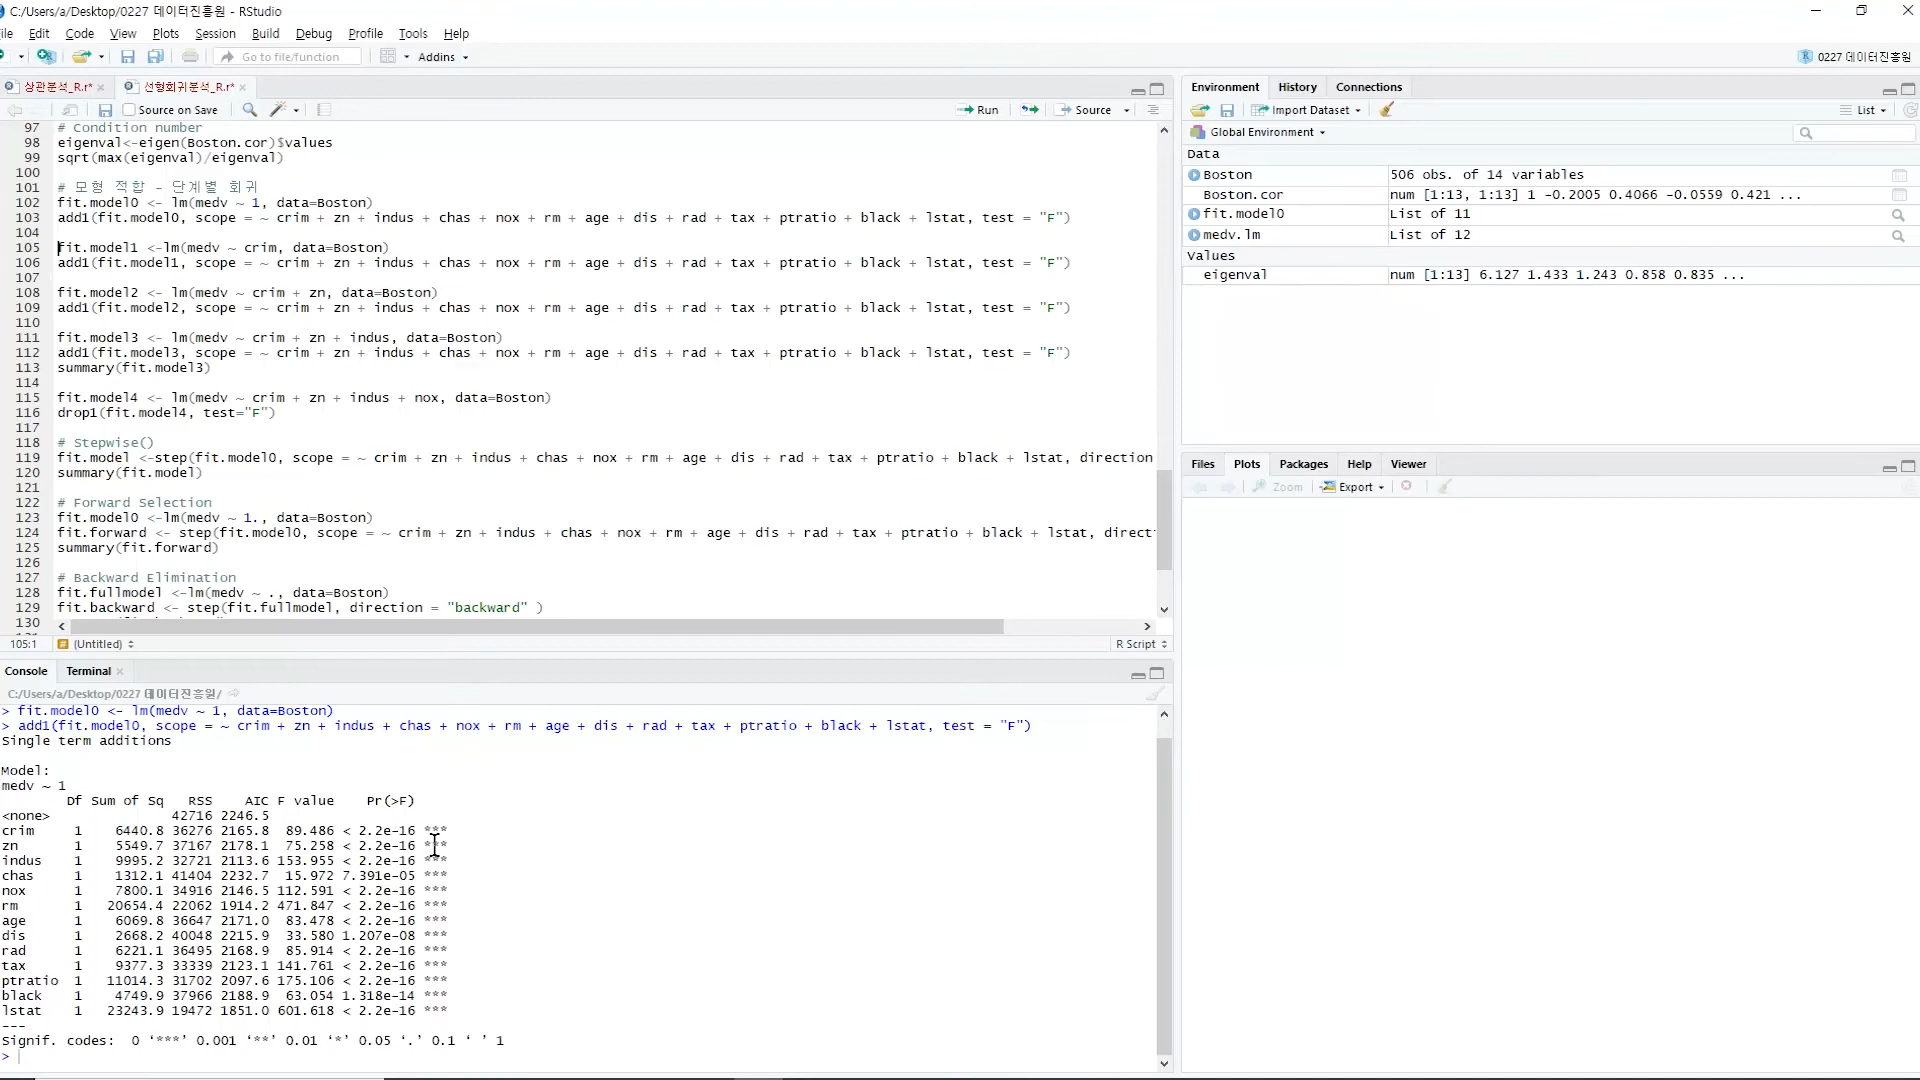 C:/Users/a/Desktop/0227 데이터진흥원 - RStudio
ile Edit Code View Plots Session Build Debug Profile Tools Help
Go to file/function Addins 0227 데이터진흥원
상관분석_R.r* 선형회귀분석_R.r*
Source on Save Run Source
97 # Condition number
98 eigenval<-eigen(Boston.cor)$values
99 sqrt(max(eigenval)/eigenval)
100
101 # 모형 적합 - 단계별 회귀
102 fit.model0 <- lm(medv ~ 1, data=Boston)
103 add1(fit.model0, scope = ~ crim + zn + indus + chas + nox + rm + age + dis + rad + tax + ptratio + black + lstat, test = "F")
104
105 fit.model1 <-lm(medv ~ crim, data=Boston)
106 add1(fit.model1, scope = ~ crim + zn + indus + chas + nox + rm + age + dis + rad + tax + ptratio + black + lstat, test = "F")
107
108 fit.model2 <- lm(medv ~ crim + zn, data=Boston)
109 add1(fit.model2, scope = ~ crim + zn + indus + chas + nox + rm + age + dis + rad + tax + ptratio + black + lstat, test = "F")
110
111 fit.model3 <- lm(medv ~ crim + zn + indus, data=Boston)
112 add1(fit.model3, scope = ~ crim + zn + indus + chas + nox + rm + age + dis + rad + tax + ptratio + black + lstat, test = "F")
113 summary(fit.model3)
114
115 fit.model4 <- lm(medv ~ crim + zn + indus + nox, data=Boston)
116 drop1(fit.model4, test="F")
117
118 # Stepwise()
119 fit.model <-step(fit.model0, scope = ~ crim + zn + indus + chas + nox + rm + age + dis + rad + tax + ptratio + black + lstat, direction
120 summary(fit.model)
121
122 # Forward Selection
123 fit.model0 <-lm(medv ~ 1., data=Boston)
124 fit.forward <- step(fit.model0, scope = ~ crim + zn + indus + chas + nox + rm + age + dis + rad + tax + ptratio + black + lstat, direct
125 summary(fit.forward)
126
127 # Backward Elimination
128 fit.fullmodel <-lm(medv ~ ., data=Boston)
129 fit.backward <- step(fit.fullmodel, direction = "backward" )
130
105:1 (Untitled) R Script
Console Terminal
C:/Users/a/Desktop/0227 데이터진흥원/
> fit.model0 <- lm(medv ~ 1, data=Boston)
> add1(fit.model0, scope = ~ crim + zn + indus + chas + nox + rm + age + dis + rad + tax + ptratio + black + lstat, test = "F")
Single term additions
Model:
medv ~ 1
Df Sum of Sq RSS AIC F value Pr(>F)
<none> 42716 2246.5
crim 1 6440.8 36276 2165.8 89.486 < 2.2e-16 ***
zn 1 5549.7 37167 2178.1 75.258 < 2.2e-16 ***
indus 1 9995.2 32721 2113.6 153.955 < 2.2e-16 ***
chas 1 1312.1 41404 2232.7 15.972 7.391e-05 ***
nox 1 7800.1 34916 2146.5 112.591 < 2.2e-16 ***
rm 1 20654.4 22062 1914.2 471.847 < 2.2e-16 ***
age 1 6069.8 36647 2171.0 83.478 < 2.2e-16 ***
dis 1 2668.2 40048 2215.9 33.580 1.207e-08 ***
rad 1 6221.1 36495 2168.9 85.914 < 2.2e-16 ***
tax 1 9377.3 33339 2123.1 141.761 < 2.2e-16 ***
ptratio 1 11014.3 31702 2097.6 175.106 < 2.2e-16 ***
black 1 4749.9 37966 2188.9 63.054 1.318e-14 ***
lstat 1 23243.9 19472 1851.0 601.618 < 2.2e-16 ***
---
Signif. codes: 0 ‘***’ 0.001 ‘**’ 0.01 ‘*’ 0.05 ‘.’ 0.1 ‘ ’ 1
>
Environment History Connections
Import Dataset List
Global Environment
Data
Boston 506 obs. of 14 variables
Boston.cor num [1:13, 1:13] 1 -0.2005 0.4066 -0.0559 0.421 ...
fit.model0 List of 11
medv.lm List of 12
Values
eigenval num [1:13] 6.127 1.433 1.243 0.858 0.835 ...
Files Plots Packages Help Viewer
Zoom Export